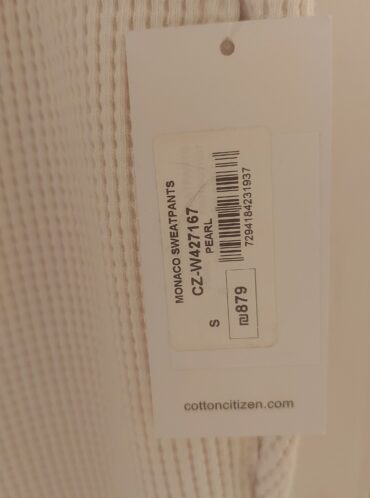 MONACO SWEATPANTS
CZ-W427167
PEARL
7294184231937
S
₪879
cottoncitizen.com